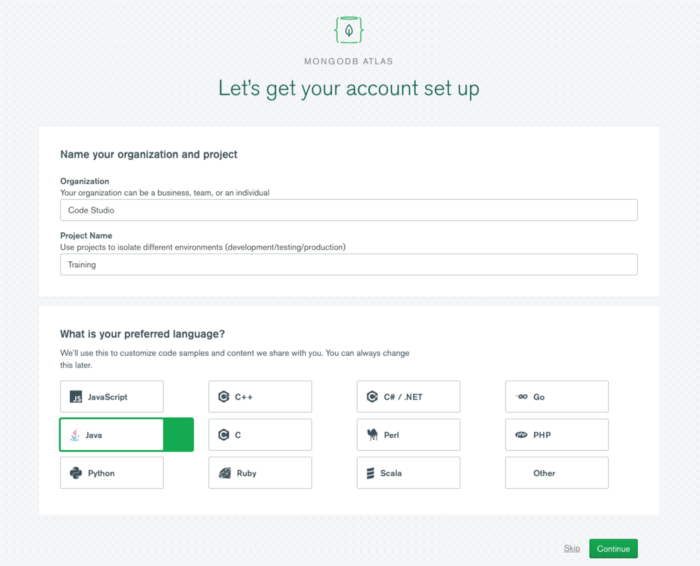 MONGODB ATLAS
Let's get your account set up
Name your organization and project
Organization
Your organization can be a business, team, or an individual
Code Studio
Project Name
Use projects to isolate different environments (development/testing/production)
Training
What is your preferred language?
We'll use this to customize code samples and content we share with you. You can always change
this later.
JS JavaScript
C++
C# / .NET
Go
Java
C
Perl
php PHP
Python
Ruby
Scala
Other
Skip
Continue